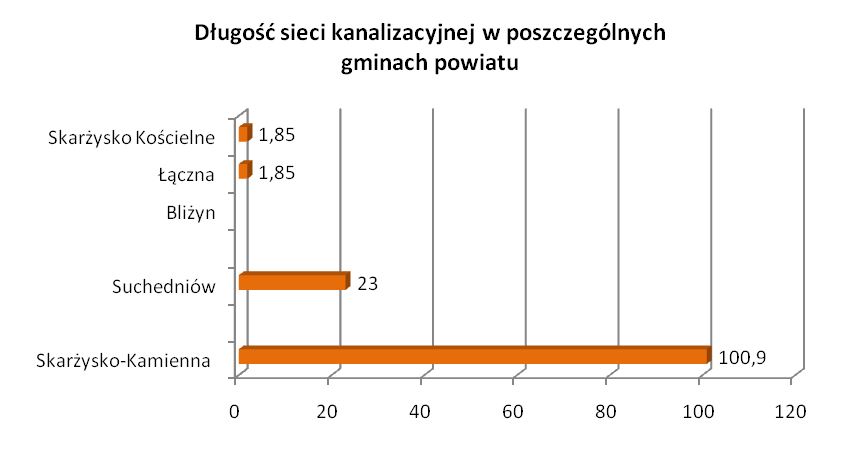 Długość sieci kanalizacyjnej w poszczególnych
gminach powiatu
Skarżysko Kościelne
1,85
Łączna
1,85
Bliżyn
Suchedniów
23
Skarżysko-Kamienna
100,9
0 20 40 60 80 100 120